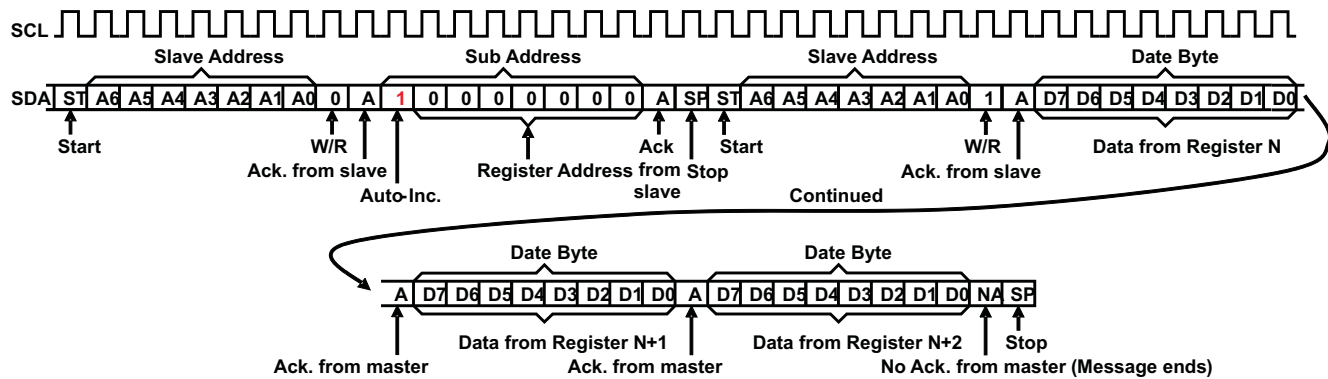 SCL
Slave Address Sub Address Slave Address Date Byte
SDA ST A6 A5 A4 A3 A2 A1 A0 0 A 1 0 0 0 0 0 0 0 A SP ST A6 A5 A4 A3 A2 A1 A0 1 A D7 D6 D5 D4 D3 D2 D1 D0
Start W/R Ack Start W/R Data from Register N
Ack. from slave Register Address from Stop Ack. from slave
Auto-Inc. slave Continued
Date Byte Date Byte
A D7 D6 D5 D4 D3 D2 D1 D0 A D7 D6 D5 D4 D3 D2 D1 D0 NA SP
Data from Register N+1 Data from Register N+2 Stop
Ack. from master Ack. from master No Ack. from master (Message ends)